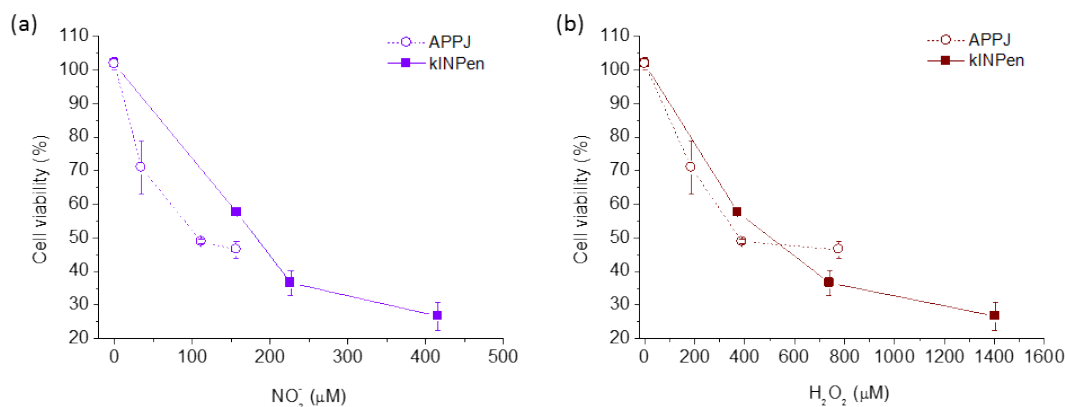 (a)
110
100
90
80
70
60
50
40
30
20
Cell viability (%)
APPJ
kINPen
0 100 200 300 400 500
NO₂⁻ (µM)
(b)
110
100
90
80
70
60
50
40
30
20
Cell viability (%)
APPJ
kINPen
0 200 400 600 800 1000 1200 1400 1600
H₂O₂ (µM)